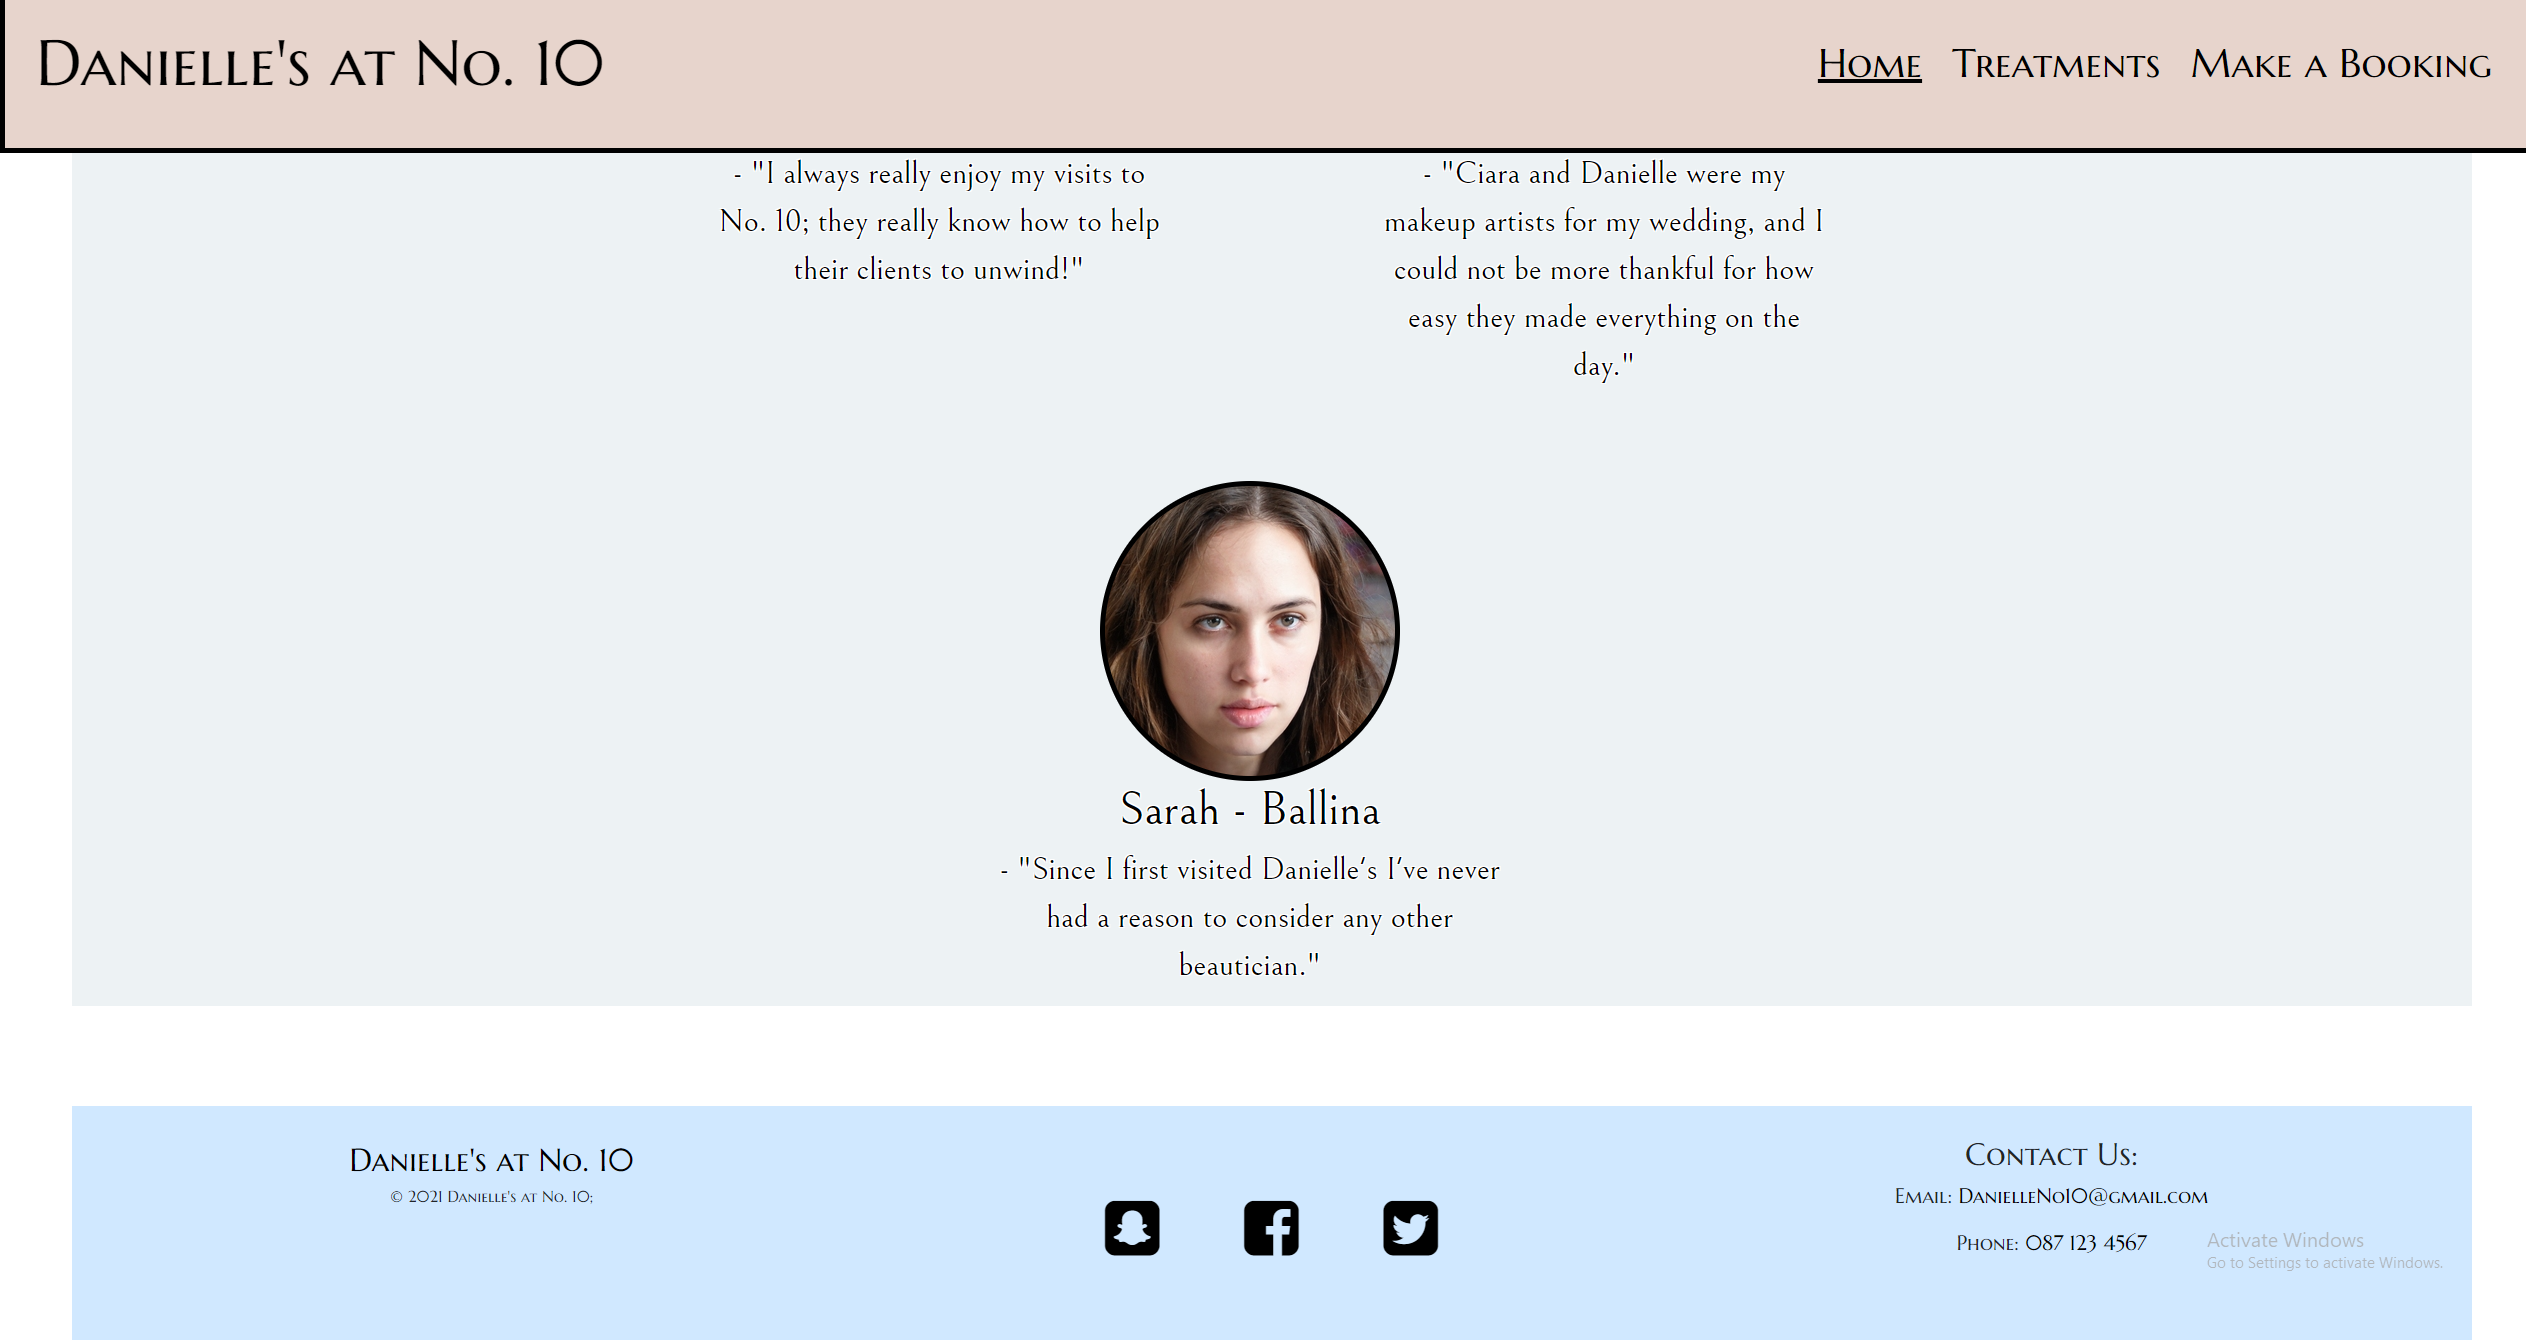 Danielle's at No. 10
Home Treatments Make a Booking
- "I always really enjoy my visits to
No. 10; they really know how to help
their clients to unwind!"
- "Ciara and Danielle were my
makeup artists for my wedding, and I
could not be more thankful for how
easy they made everything on the
day."
Sarah - Ballina
- "Since I first visited Danielle's I've never
had a reason to consider any other
beautician."
Danielle's at No. 10
© 2021 Danielle's at No. 10;
Contact Us:
Email: DanielleNo10@gmail.com
Phone: 087 123 4567
Activate Windows
Go to Settings to activate Windows.